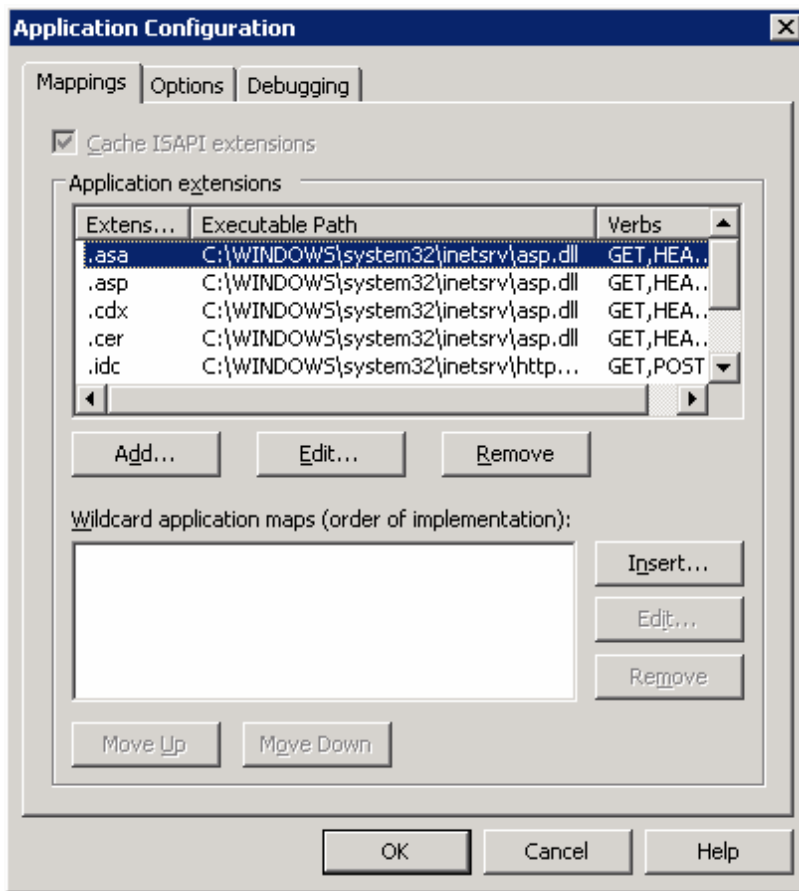 Application Configuration
Mappings Options Debugging
Cache ISAPI extensions
Application extensions
Extens... Executable Path Verbs
.asa C:\WINDOWS\system32\inetsrv\asp.dll GET,HEA..
.asp C:\WINDOWS\system32\inetsrv\asp.dll GET,HEA..
.cdx C:\WINDOWS\system32\inetsrv\asp.dll GET,HEA..
.cer C:\WINDOWS\system32\inetsrv\asp.dll GET,HEA..
.idc C:\WINDOWS\system32\inetsrv\http... GET,POST
Add... Edit... Remove
Wildcard application maps (order of implementation):
Insert...
Edit...
Remove
Move Up Move Down
OK Cancel Help